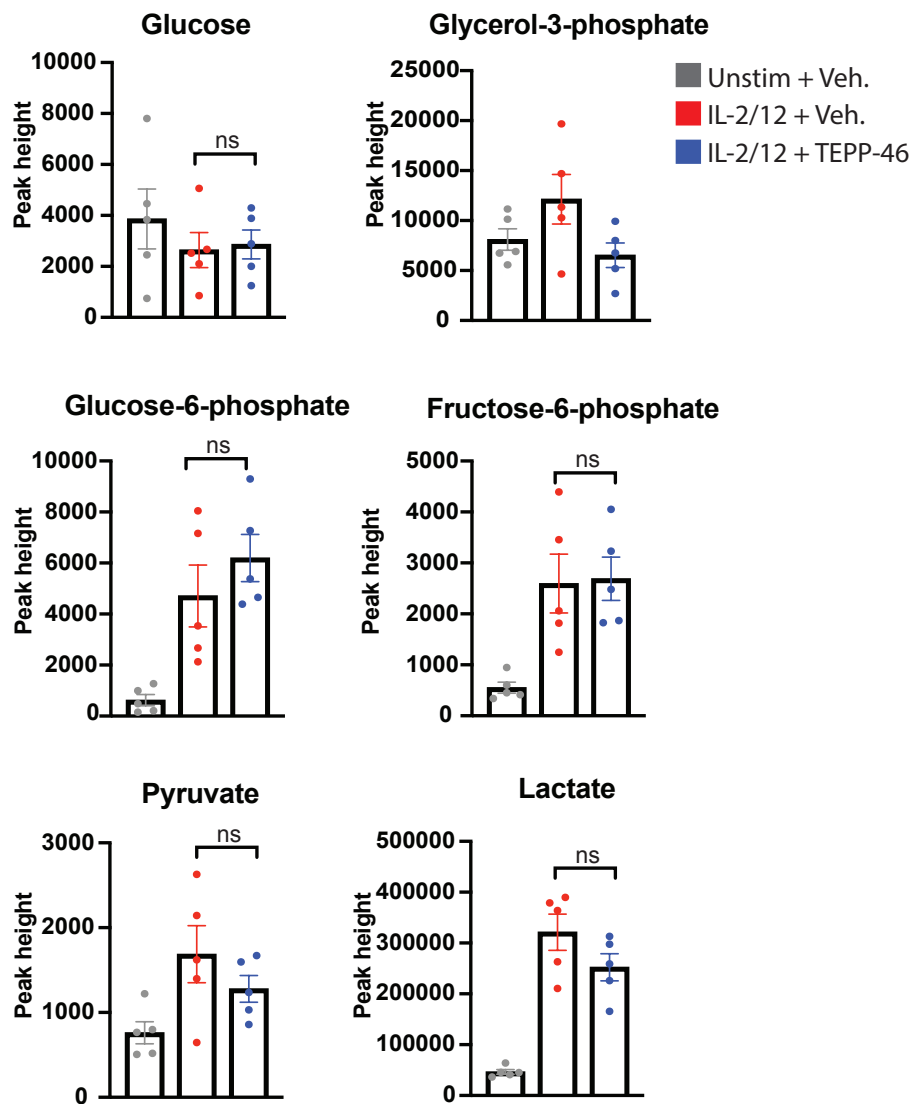 Glucose
Peak height
10000
8000
6000
4000
2000
0
ns
Glycerol-3-phosphate
Peak height
25000
20000
15000
10000
5000
0
Unstim + Veh.
IL-2/12 + Veh.
IL-2/12 + TEPP-46
Glucose-6-phosphate
Peak height
10000
8000
6000
4000
2000
0
ns
Fructose-6-phosphate
Peak height
5000
4000
3000
2000
1000
0
ns
Pyruvate
Peak height
3000
2000
1000
0
ns
Lactate
Peak height
500000
400000
300000
200000
100000
0
ns